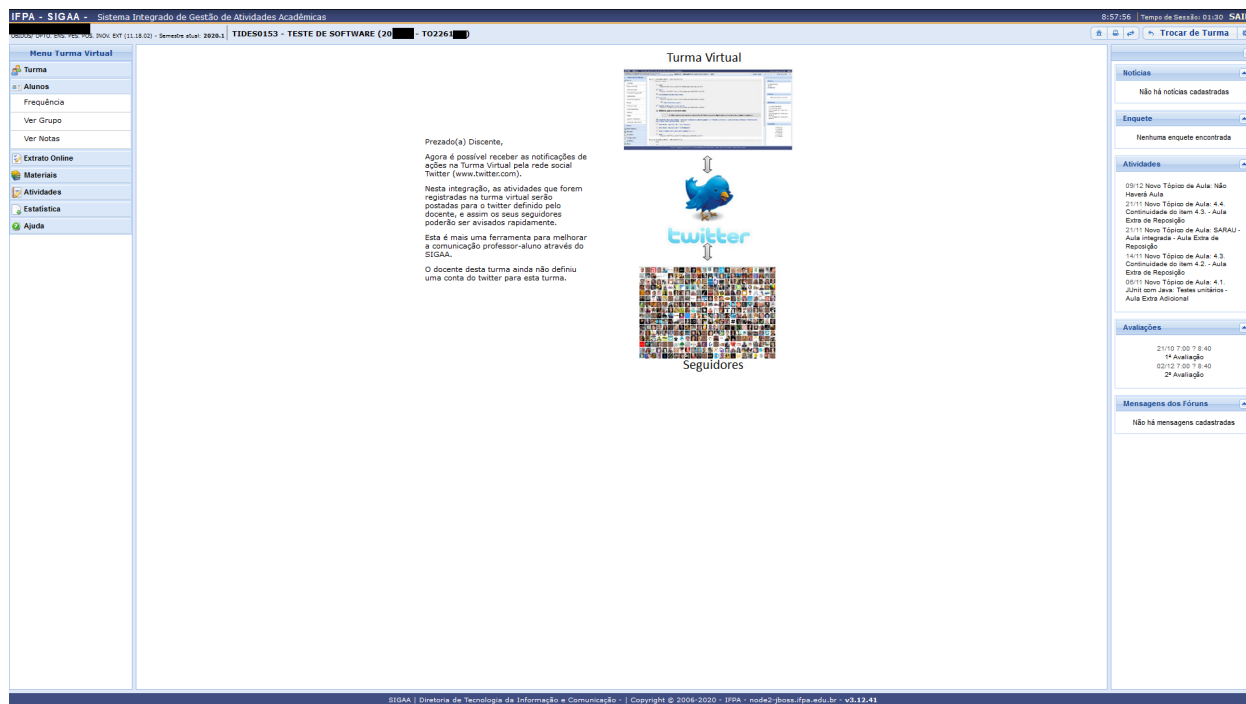 IFPA - SIGAA - Sistema Integrado de Gestão de Atividades Acadêmicas
8:57:56 | Tempo de Sessão: 01:30 SAI
INOV. EXT (11.18.02) - Semestre atual: 2020.1
TIDES0153 - TESTE DE SOFTWARE (20 - TO2261 )
Trocar de Turma
Menu Turma Virtual
Turma
Alunos
Frequência
Ver Grupo
Ver Notas
Extrato Online
Materiais
Atividades
Estatística
Ajuda
Prezado(a) Discente,
Agora é possível receber as notificações de
ações na Turma Virtual pela rede social
Twitter (www.twitter.com).
Nesta integração, as atividades que forem
registradas na turma virtual serão
postadas para o twitter definido pelo
docente, e assim os seus seguidores
poderão ser avisados rapidamente.
Esta é mais uma ferramenta para melhorar
a comunicação professor-aluno através do
SIGAA.
O docente desta turma ainda não definiu
uma conta do twitter para esta turma.
Turma Virtual
twitter
Seguidores
Notícias
Não há notícias cadastradas
Enquete
Nenhuma enquete encontrada
Atividades
09/12 Novo Tópico de Aula: Não
Haverá Aula
21/11 Novo Tópico de Aula: 4.4.
Continuidade do item 4.3. - Aula
Extra de Reposição
21/11 Novo Tópico de Aula: SARAU -
Aula integrada - Aula Extra de
Reposição
14/11 Novo Tópico de Aula: 4.3.
Continuidade do item 4.2. - Aula
Extra de Reposição
06/11 Novo Tópico de Aula: 4.1.
JUnit com Java: Testes unitários -
Aula Extra Adicional
Avaliações
21/10 7:00 ? 8:40
1ª Avaliação
02/12 7:00 ? 8:40
2ª Avaliação
Mensagens dos Fóruns
Não há mensagens cadastradas
SIGAA | Diretoria de Tecnologia da Informação e Comunicação - | Copyright © 2006-2020 - IFPA - node2-jboss.ifpa.edu.br - v3.12.41